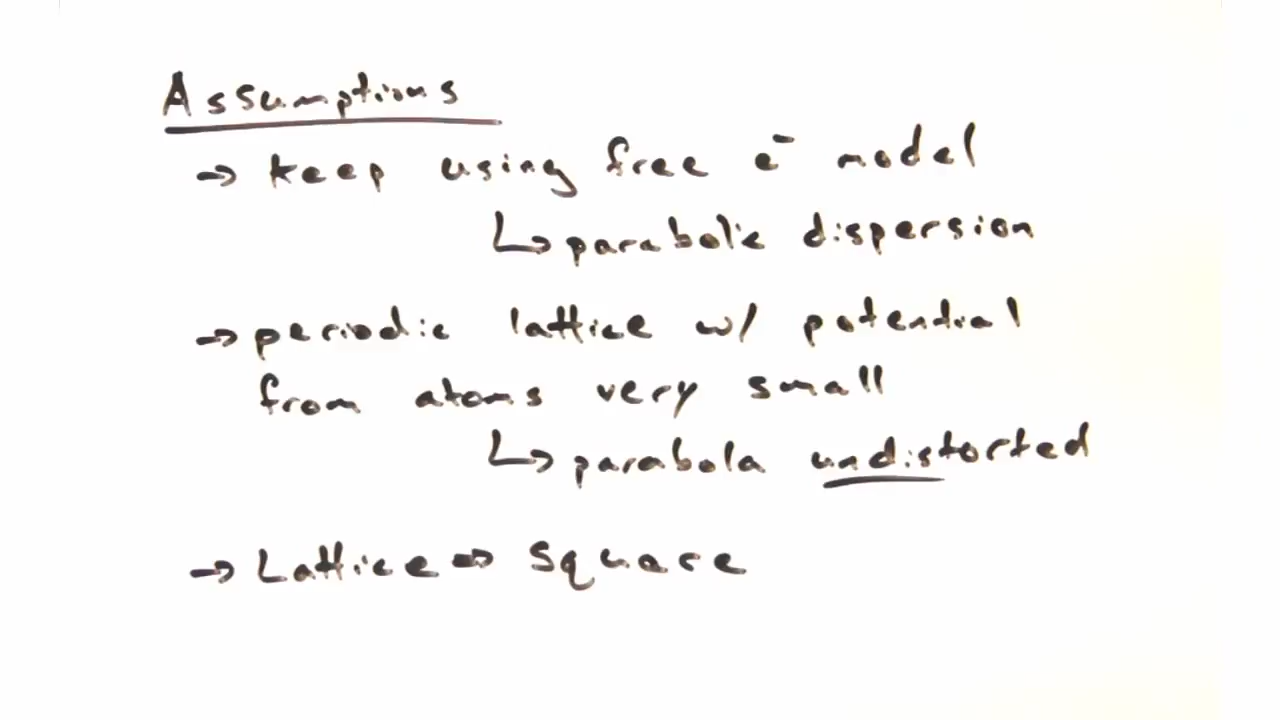 Assumptions
→ keep using free e⁻ model
↳ parabolic dispersion
→ periodic lattice w/ potential
from atoms very small
↳ parabola undistorted
→ Lattice → square